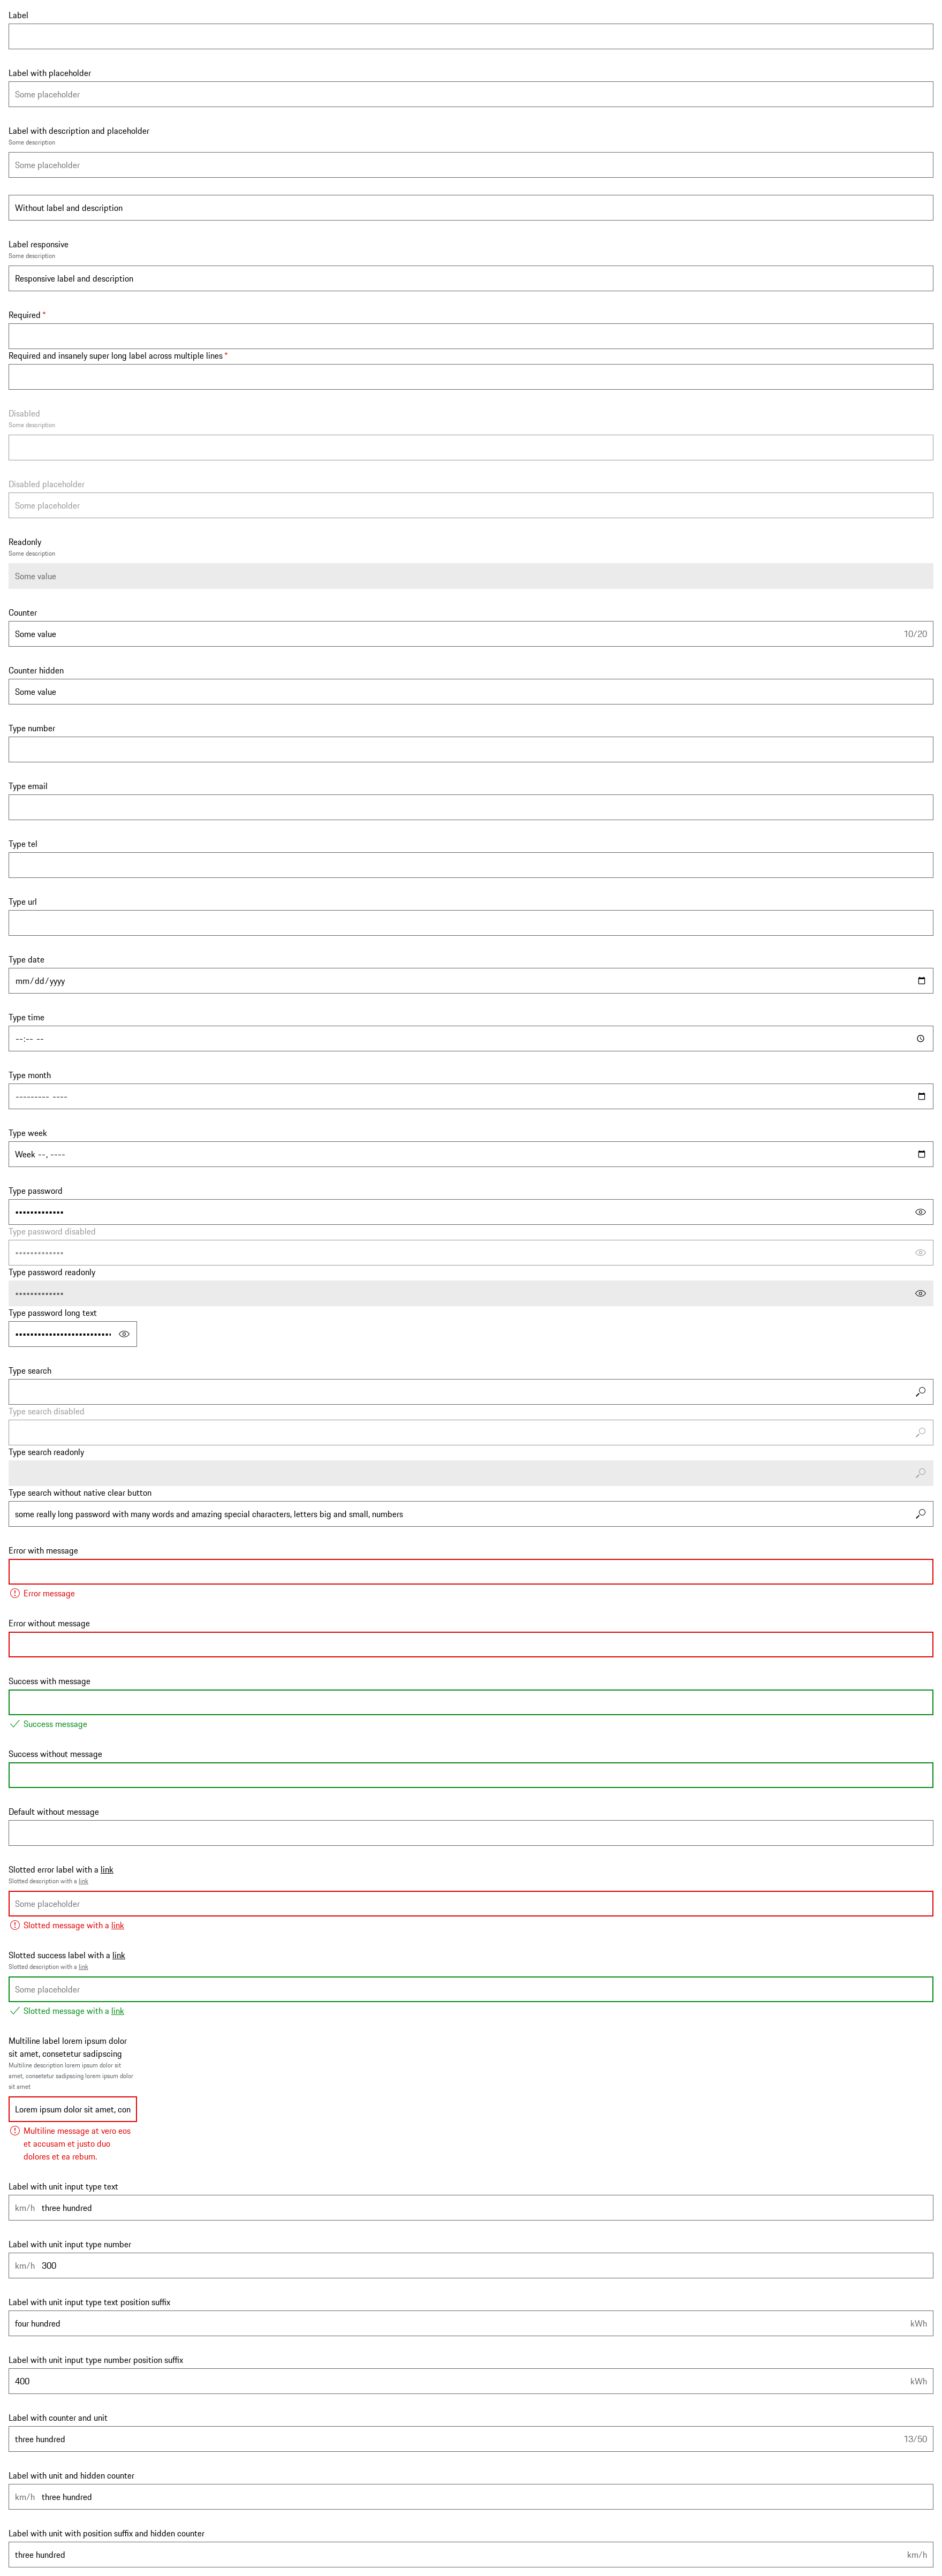 Label
Label with placeholder
Some placeholder
Label with description and placeholder
Some description
Some placeholder
Without label and description
Label responsive
Some description
Responsive label and description
Required *
Required and insanely super long label across multiple lines *
Disabled
Some description
Disabled placeholder
Some placeholder
Readonly
Some description
Some value
Counter
Some value 10/20
Counter hidden
Some value
Type number
Type email
Type tel
Type url
Type date
mm/dd/yyyy
Type time
--:-- --
Type month
--------- ----
Type week
Week --, ----
Type password
•••••••••••••
Type password disabled
•••••••••••••
Type password readonly
•••••••••••••
Type password long text
••••••••••••••••••••••••••
Type search
Type search disabled
Type search readonly
Type search without native clear button
some really long password with many words and amazing special characters, letters big and small, numbers
Error with message
Error message
Error without message
Success with message
Success message
Success without message
Default without message
Slotted error label with a link
Slotted description with a link
Some placeholder
Slotted message with a link
Slotted success label with a link
Slotted description with a link
Some placeholder
Slotted message with a link
Multiline label lorem ipsum dolor
sit amet, consetetur sadipscing
Multiline description lorem ipsum dolor sit
amet, consetetur sadipscing lorem ipsum dolor
sit amet
Lorem ipsum dolor sit amet, con
Multiline message at vero eos
et accusam et justo duo
dolores et ea rebum.
Label with unit input type text
km/h three hundred
Label with unit input type number
km/h 300
Label with unit input type text position suffix
four hundred kWh
Label with unit input type number position suffix
400 kWh
Label with counter and unit
three hundred 13/50
Label with unit and hidden counter
km/h three hundred
Label with unit with position suffix and hidden counter
three hundred km/h